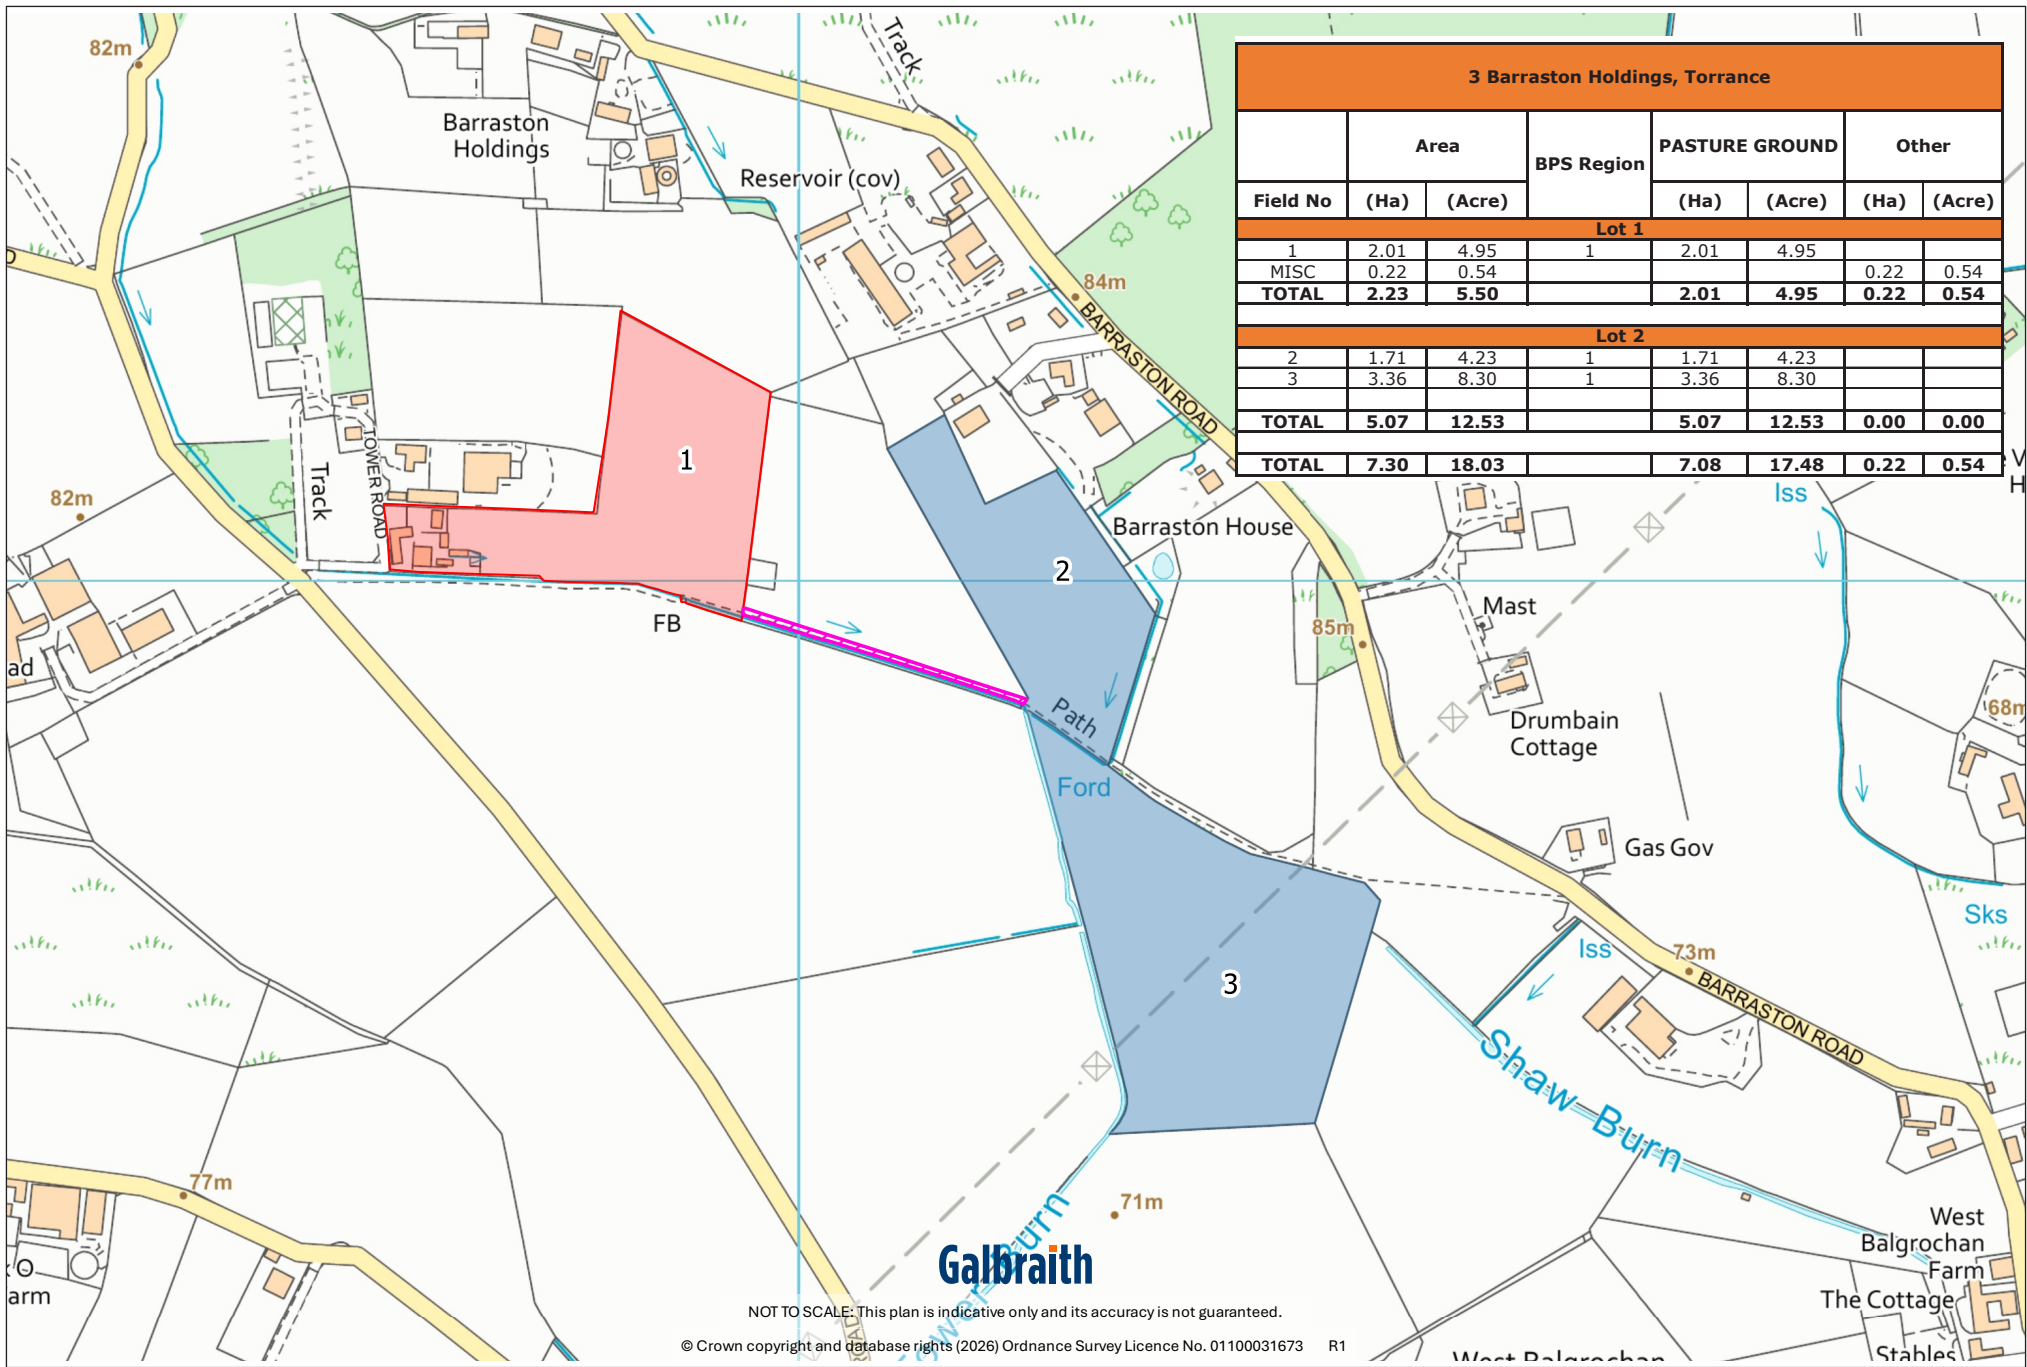 3 Barraston Holdings, Torrance
Area
BPS Region
PASTURE GROUND
Other
Field No
(Ha)
(Acre)
(Ha)
(Acre)
(Ha)
(Acre)
Lot 1
1 2.01 4.95 1 2.01 4.95
MISC 0.22 0.54 0.22 0.54
TOTAL 2.23 5.50 2.01 4.95 0.22 0.54
Lot 2
2 1.71 4.23 1 1.71 4.23
3 3.36 8.30 1 3.36 8.30
TOTAL 5.07 12.53 5.07 12.53 0.00 0.00
TOTAL 7.30 18.03 7.08 17.48 0.22 0.54
82m
Track
Barraston
Holdings
Reservoir (cov)
84m
BARRASTON ROAD
1
TOWER ROAD
Track
82m
Iss
Barraston House
2
FB
Mast
85m
ad
Path
Drumbain
Cottage
68m
Ford
Gas Gov
Sks
Iss
73m
BARRASTON ROAD
3
Shaw Burn
77m
71m
West
Balgrochan
Farm
Tower Burn
Galbraith
arm
The Cottage
NOT TO SCALE: This plan is indicative only and its accuracy is not guaranteed.
© Crown copyright and database rights (2026) Ordnance Survey Licence No. 01100031673 R1
ROAD
Stables
West Balgrochan